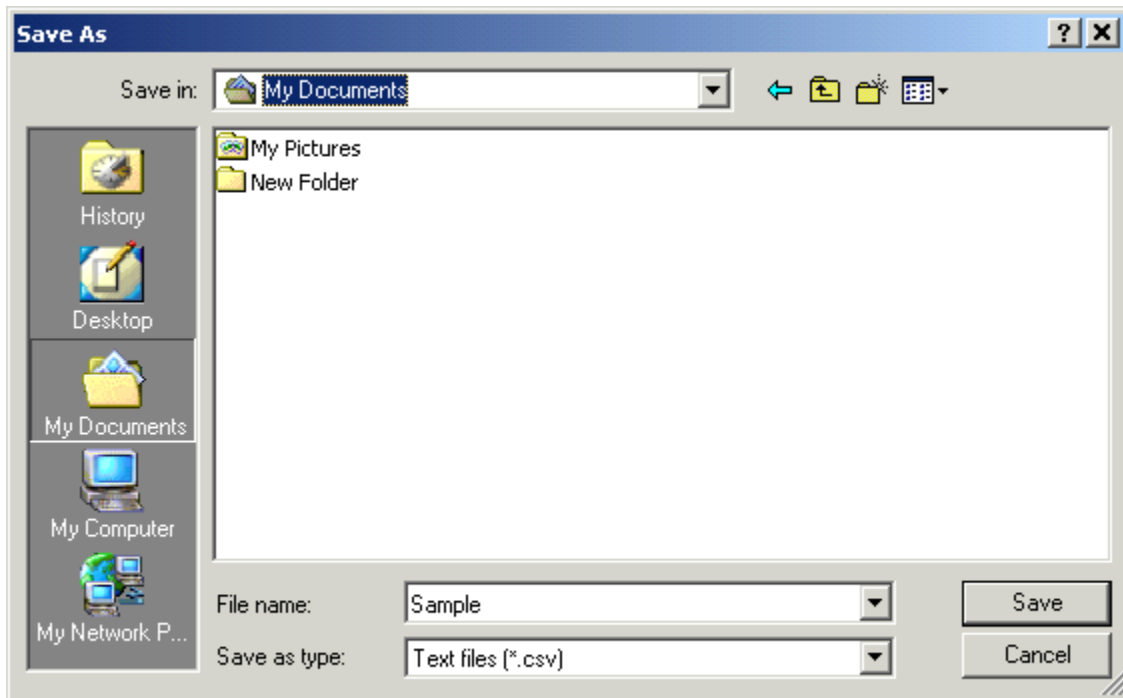 Save As
Save in:
My Documents
My Pictures
New Folder
History
Desktop
My Documents
My Computer
My Network P...
File name:
Sample
Save
Save as type:
Text files (*.csv)
Cancel